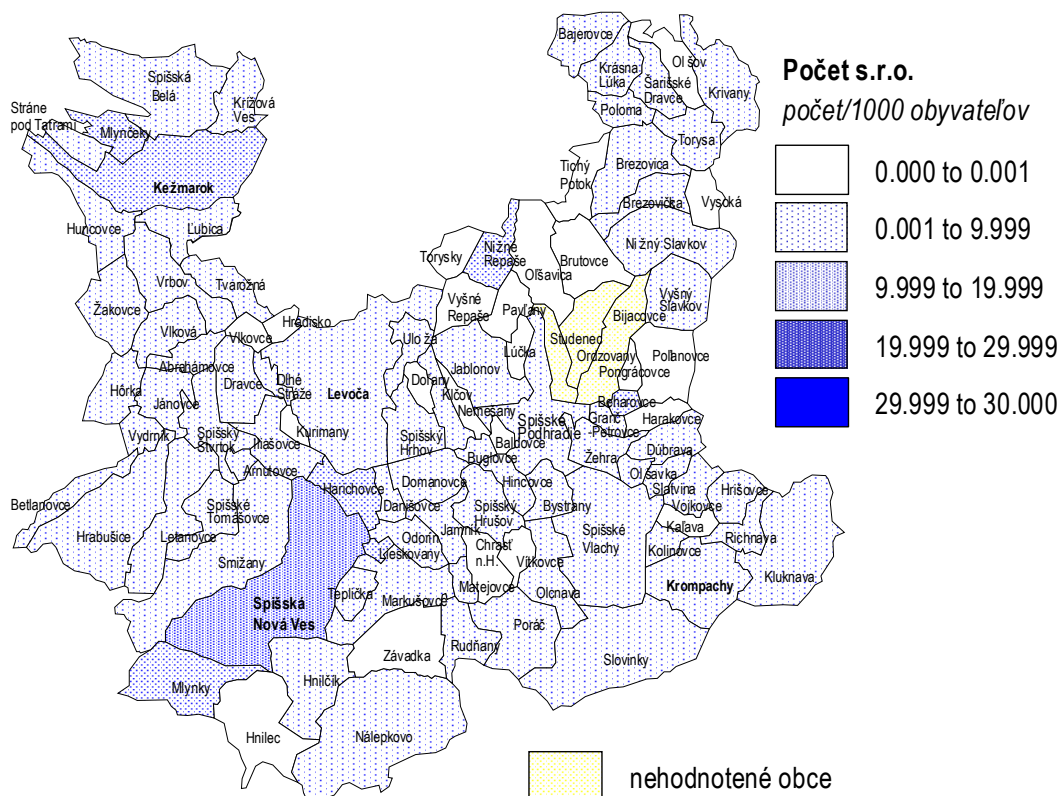 Bajerovce
Oľšov
Krásna
Lúka
Šarišské
Dravce
Krivany
Poloma
Torysa
Spišská
Belá
Krížová
Ves
Stráne
pod Tatrami
Mlynčeky
Kežmarok
Tichý
Potok
Brezovica
Brezovička
Vysoká
Huncovce
Ľubica
Torysky
Nižné
Repaše
Oľšavica
Brutovce
Nižný Slavkov
Vrbov
Tvarožná
Žakovce
Vyšné
Repaše
Pavľany
Bijacovce
Vyšný
Slavkov
Vlková
Vlkovce
Hradisko
Uloža
Studenec
Ordzovany
Pongrácovce
Poľanovce
Lúčka
Abrahámovce
Hôrka
Dravce
Dlhé
Stráže
Levoča
Doľany
Jablonov
Klčov
Jánovce
Nemešany
Spišské
Podhradie
Beharovce
Granč-
Petrovce
Harakovce
Vydrník
Spišský
Štvrtok
Iliašovce
Kurimany
Spišský
Hrhov
Baldovce
Buglovce
Žehra
Dúbrava
Arnutovce
Oľšavka
Betlanovce
Harichovce
Domanovce
Hincovce
Slatvina
Hrišovce
Spišské
Tomášovce
Danišovce
Spišský
Hrušov
Bystrany
Vojkovce
Hrabušice
Letanovce
Odorín
Jamník
Spišské
Vlachy
Kaľava
Richnava
Smižany
Lieškovany
Chrasť
n.H.
Vítkovce
Kolinovce
Kluknava
Teplička
Markušovce
Matejovce
Olcnava
Krompachy
Spišská
Nová Ves
Poráč
Závadka
Rudňany
Slovinky
Mlynky
Hnilčík
Hnilec
Nálepkovo
Počet s.r.o.
počet/1000 obyvateľov
0.000 to 0.001
0.001 to 9.999
9.999 to 19.999
19.999 to 29.999
29.999 to 30.000
nehodnotené obce